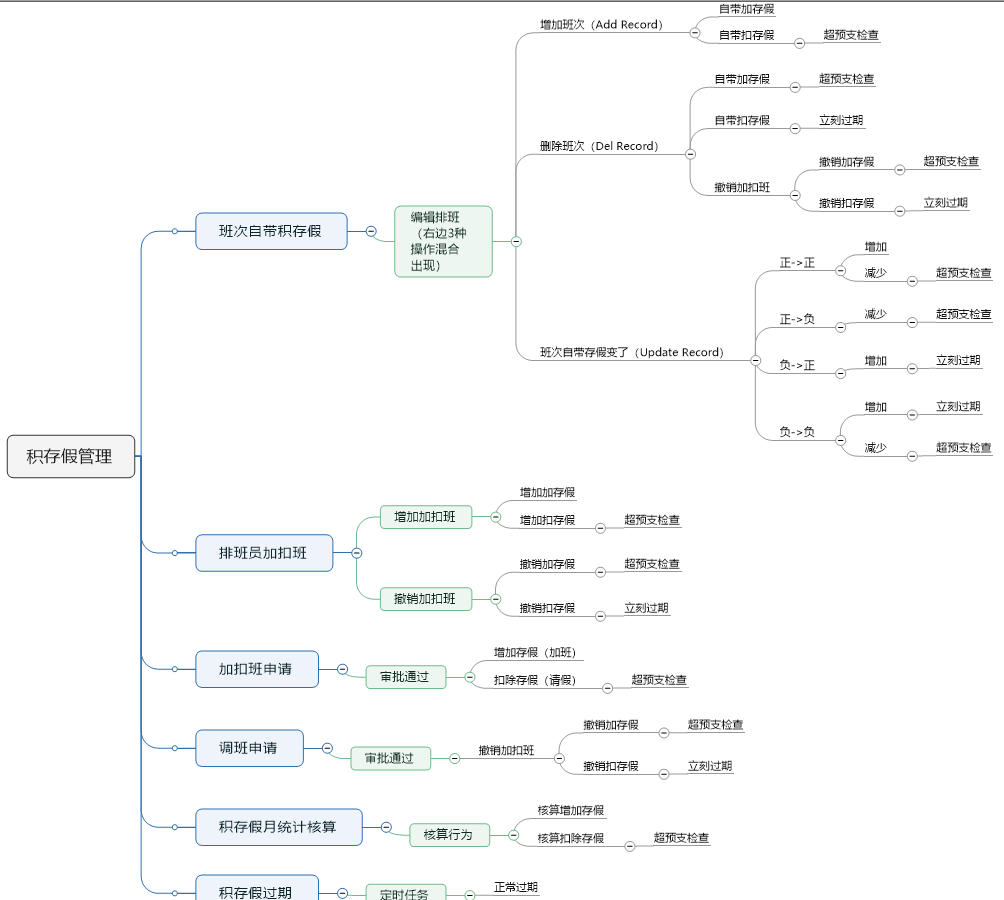 积存假管理
班次自带积存假
编辑排班
（右边3种
操作混合
出现）
增加班次（Add Record）
自带加存假
自带扣存假
超预支检查
删除班次（Del Record）
自带加存假
超预支检查
自带扣存假
立刻过期
撤销加扣班
撤销加存假
超预支检查
撤销扣存假
立刻过期
班次自带存假变了（Update Record）
正->正
增加
减少
超预支检查
正->负
减少
超预支检查
负->正
增加
立刻过期
负->负
增加
立刻过期
减少
超预支检查
排班员加扣班
增加加扣班
增加加存假
增加扣存假
超预支检查
撤销加扣班
撤销加存假
超预支检查
撤销扣存假
立刻过期
加扣班申请
审批通过
增加存假（加班）
扣除存假（请假）
超预支检查
调班申请
审批通过
撤销加扣班
撤销加存假
超预支检查
撤销扣存假
立刻过期
积存假月统计核算
核算行为
核算增加存假
核算扣除存假
超预支检查
积存假过期
定时任务
正常过期